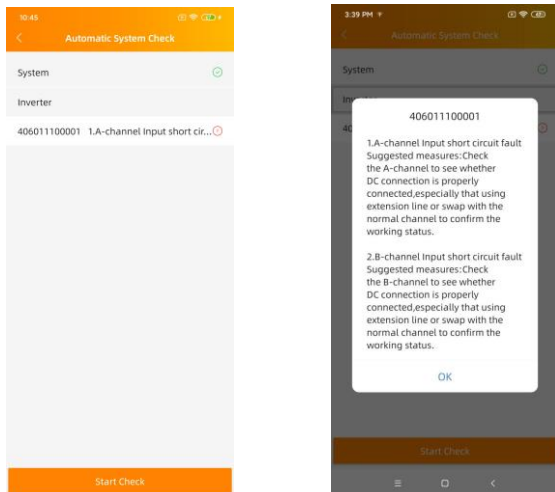 10:45
Automatic System Check
System
Inverter
406011100001 1.A-channel Input short cir...
Start Check
3:39 PM
Automatic System Check
System
406011100001
1.A-channel Input short circuit fault
Suggested measures:Check
the A-channel to see whether
DC connection is properly
connected,especially that using
extension line or swap with the
normal channel to confirm the
working status.
2.B-channel Input short circuit fault
Suggested measures:Check
the B-channel to see whether
DC connection is properly
connected,especially that using
extension line or swap with the
normal channel to confirm the
working status.
OK
Start Check